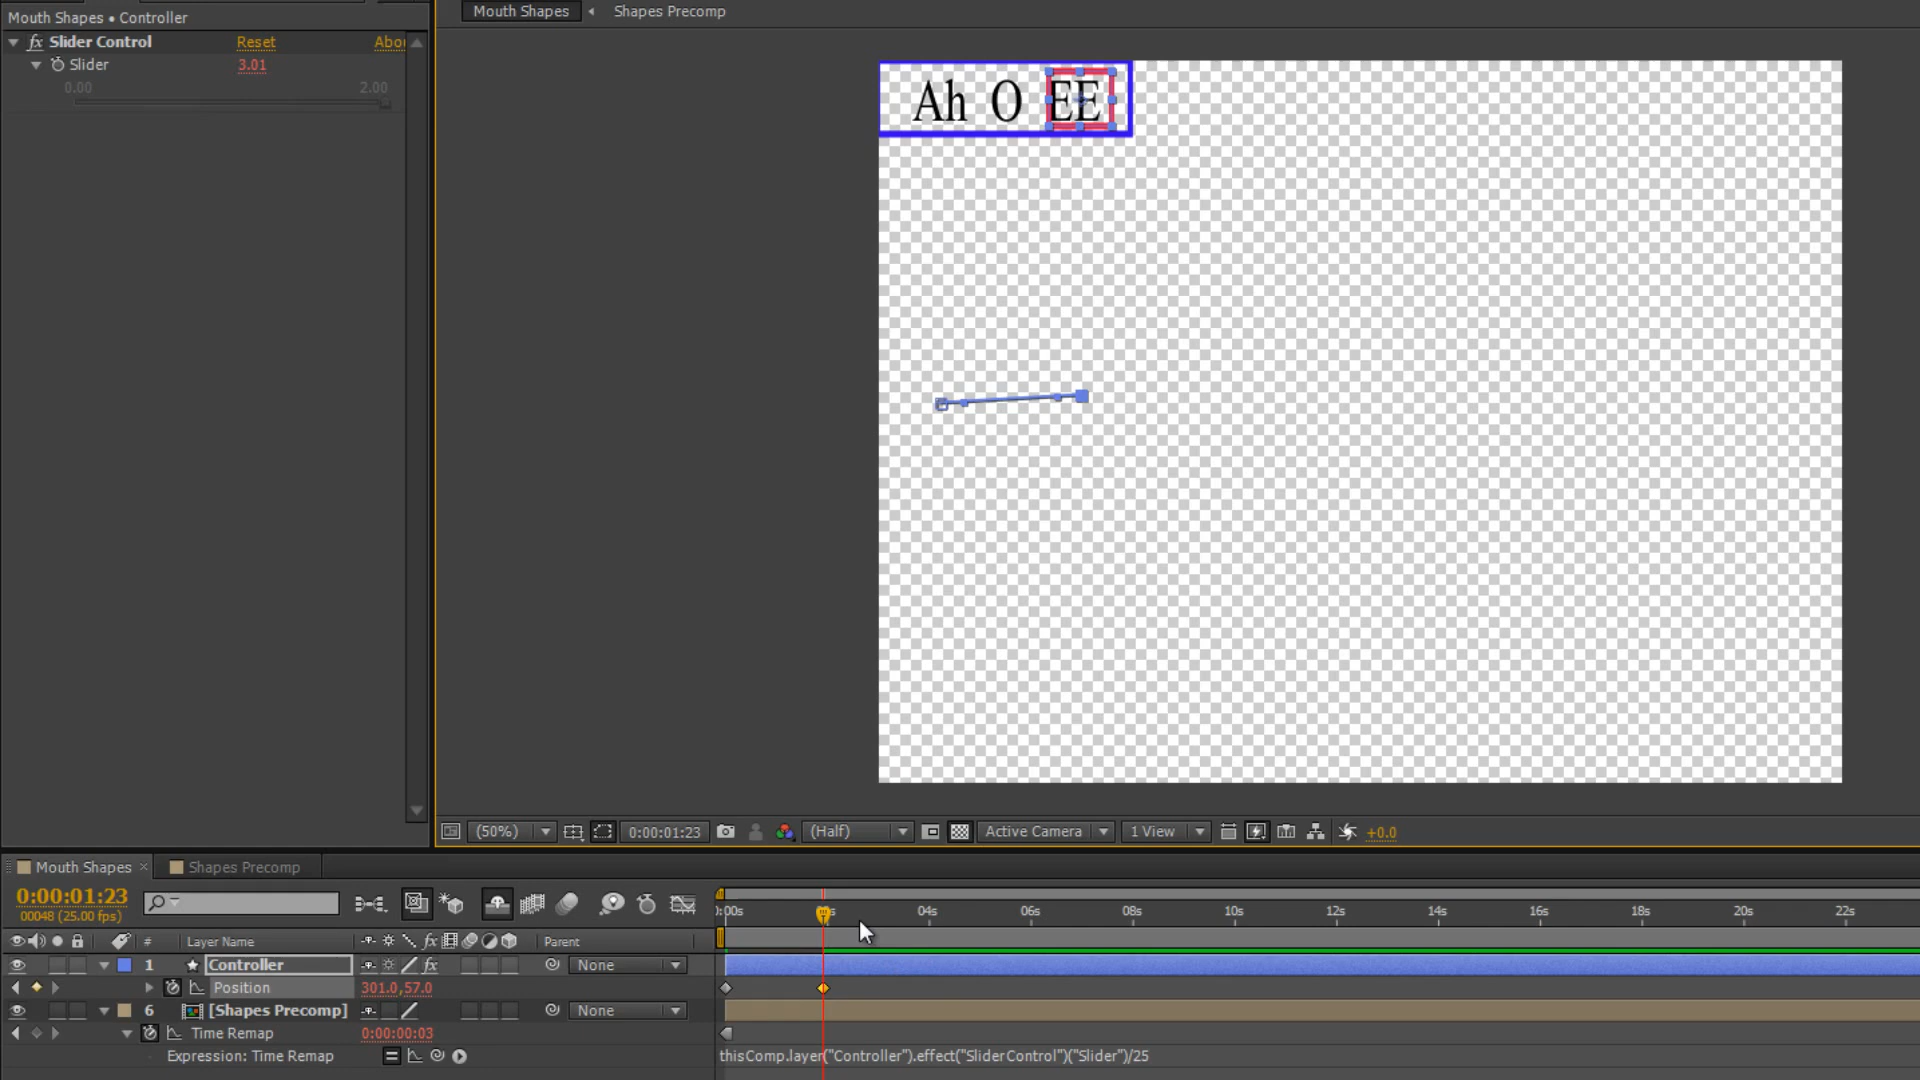 Mouth Shapes • Controller
fx Slider Control Reset Abou
Slider 3.01
0.00 2.00
Mouth Shapes Shapes Precomp
Ah O EE
(50%) 0:00:01:23 (Half) Active Camera 1 View +0.0
Mouth Shapes × Shapes Precomp
0:00:01:23
00048 (25.00 fps)
):00s 04s 06s 08s 10s 12s 14s 16s 18s 20s 22s
# Layer Name fx Parent
1 Controller fx None
Position 301.0,57.0
6 [Shapes Precomp] None
Time Remap 0:00:00:03
Expression: Time Remap thisComp.layer("Controller").effect("Slider Control")("Slider")/25